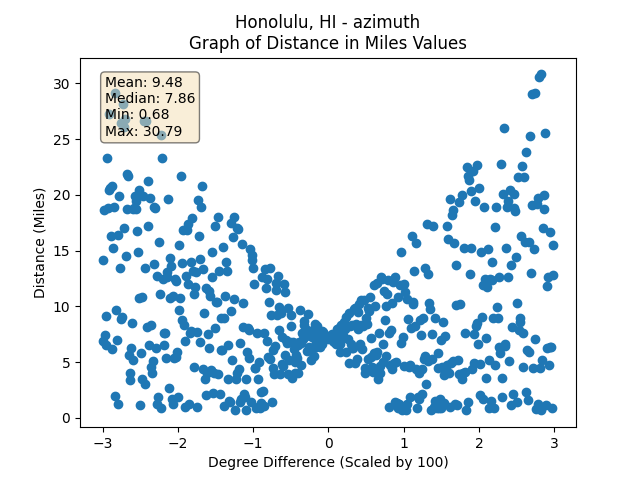 Honolulu, HI - azimuth
Graph of Distance in Miles Values
Mean: 9.48
Median: 7.86
Min: 0.68
Max: 30.79
Distance (Miles)
30
25
20
15
10
5
0
−3
−2
−1
0
1
2
3
Degree Difference (Scaled by 100)